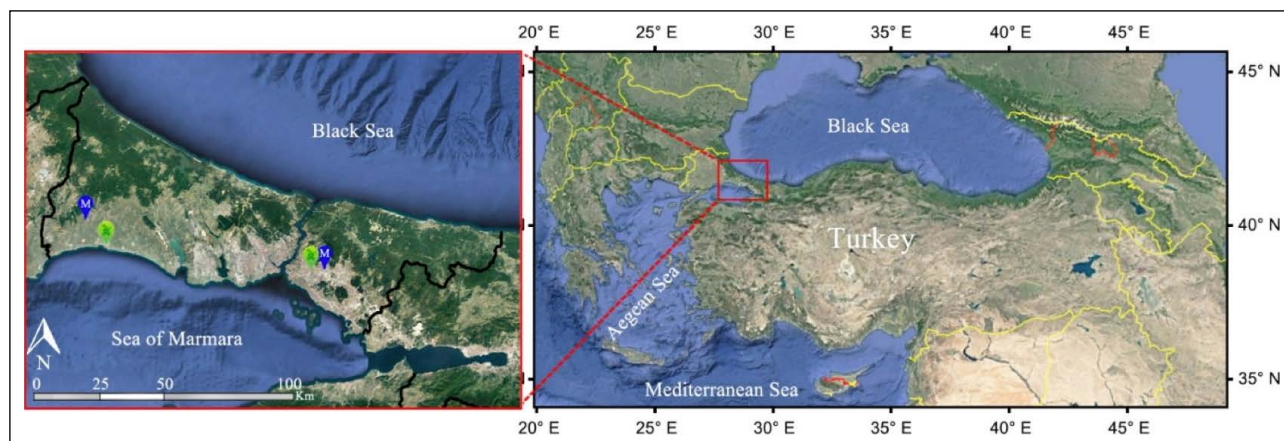 20° E 25° E 30° E 35° E 40° E 45° E
Black Sea
M
M
Sea of Marmara
N
0 25 50 100
Km
45° N
40° N
35° N
Black Sea
Turkey
Aegean Sea
Mediterranean Sea
20° E 25° E 30° E 35° E 40° E 45° E